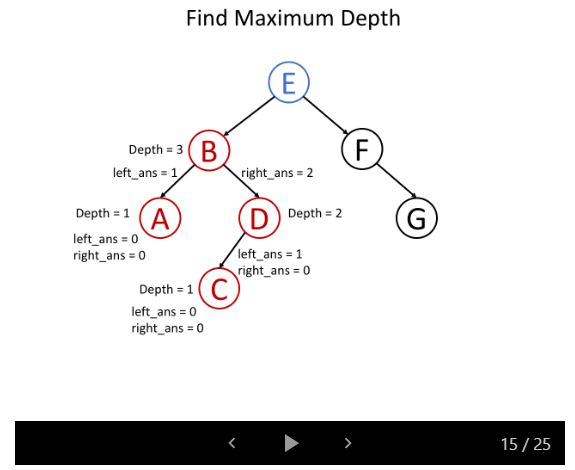 Find Maximum Depth
E
Depth = 3
B
F
left_ans = 1
right_ans = 2
Depth = 1
A
D
Depth = 2
G
left_ans = 0
right_ans = 0
left_ans = 1
right_ans = 0
Depth = 1
C
left_ans = 0
right_ans = 0
15 / 25